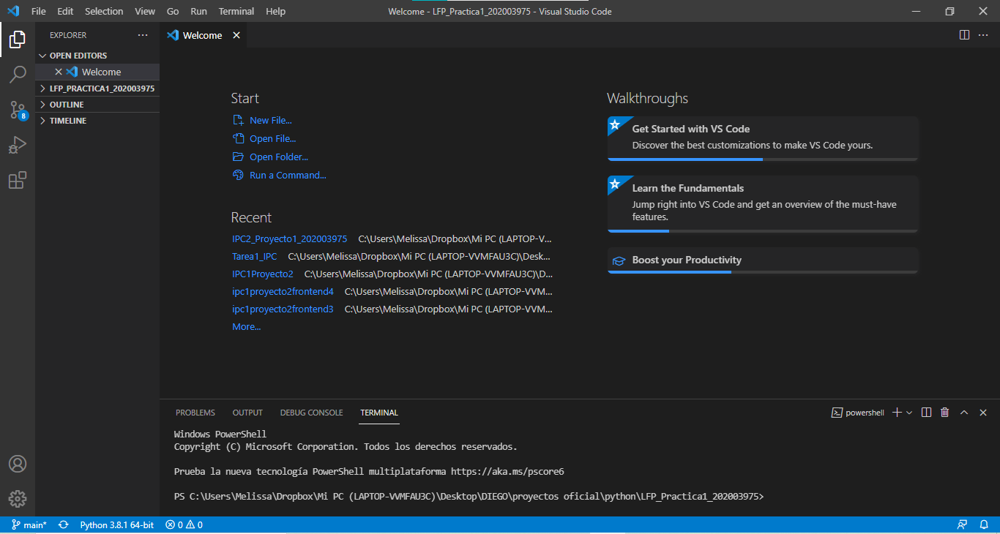 File Edit Selection View Go Run Terminal Help Welcome - LFP_Practica1_202003975 - Visual Studio Code
EXPLORER
OPEN EDITORS
Welcome
LFP_PRACTICA1_202003975
OUTLINE
TIMELINE
8
Welcome
Start
New File...
Open File...
Open Folder...
Run a Command...
Recent
IPC2_Proyecto1_202003975 C:\Users\Melissa\Dropbox\Mi PC (LAPTOP-V...
Tarea1_IPC C:\Users\Melissa\Dropbox\Mi PC (LAPTOP-VVMFAU3C)\Desk...
IPC1Proyecto2 C:\Users\Melissa\Dropbox\Mi PC (LAPTOP-VVMFAU3C)\D...
ipc1proyecto2frontend4 C:\Users\Melissa\Dropbox\Mi PC (LAPTOP-VVM...
ipc1proyecto2frontend3 C:\Users\Melissa\Dropbox\Mi PC (LAPTOP-VVM...
More...
Walkthroughs
Get Started with VS Code
Discover the best customizations to make VS Code yours.
Learn the Fundamentals
Jump right into VS Code and get an overview of the must-have
features.
Boost your Productivity
PROBLEMS OUTPUT DEBUG CONSOLE TERMINAL powershell
Windows PowerShell
Copyright (C) Microsoft Corporation. Todos los derechos reservados.
Prueba la nueva tecnología PowerShell multiplataforma https://aka.ms/pscore6
PS C:\Users\Melissa\Dropbox\Mi PC (LAPTOP-VVMFAU3C)\Desktop\DIEGO\proyectos oficial\python\LFP_Practica1_202003975>
main* Python 3.8.1 64-bit 0 0